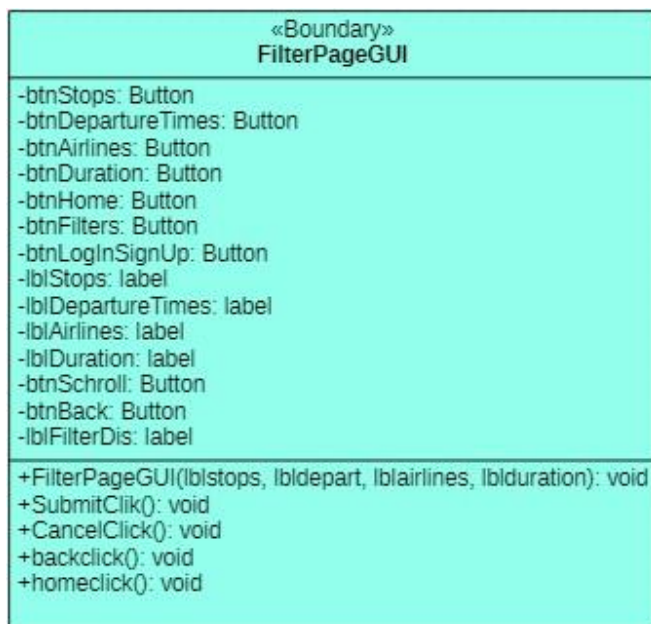 «Boundary»
FilterPageGUI
-btnStops: Button
-btnDepartureTimes: Button
-btnAirlines: Button
-btnDuration: Button
-btnHome: Button
-btnFilters: Button
-btnLogInSignUp: Button
-lblStops: label
-lblDepartureTimes: label
-lblAirlines: label
-lblDuration: label
-btnSchroll: Button
-btnBack: Button
-lblFilterDis: label
+FilterPageGUI(lblstops, lbldepart, lblairlines, lblduration): void
+SubmitClik(): void
+CancelClick(): void
+backclick(): void
+homeclick(): void